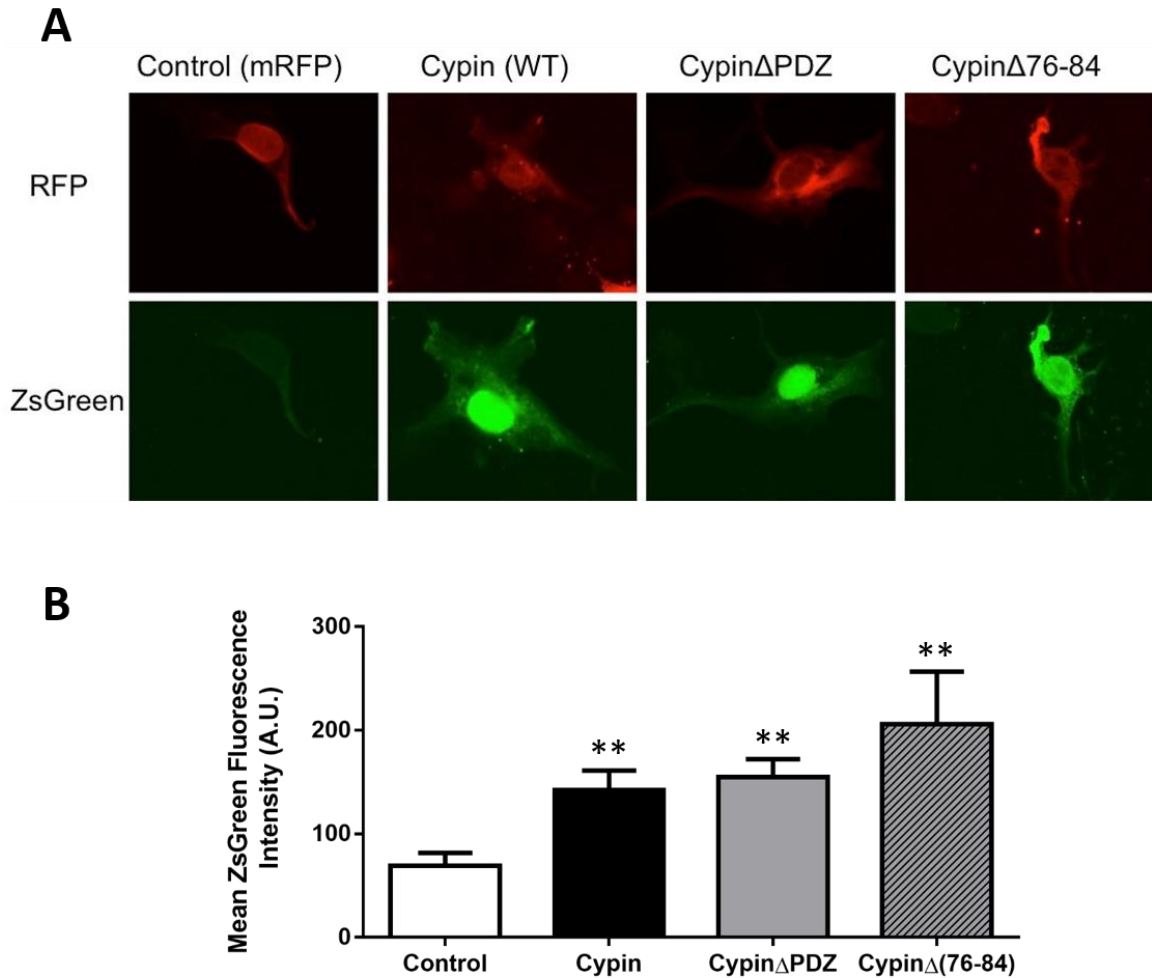 A
Control (mRFP) Cypin (WT) CypinΔPDZ CypinΔ76-84
RFP
ZsGreen
B
Mean ZsGreen Fluorescence
Intensity (A.U.)
300
200
100
0
**
**
**
Control Cypin CypinΔPDZ CypinΔ(76-84)